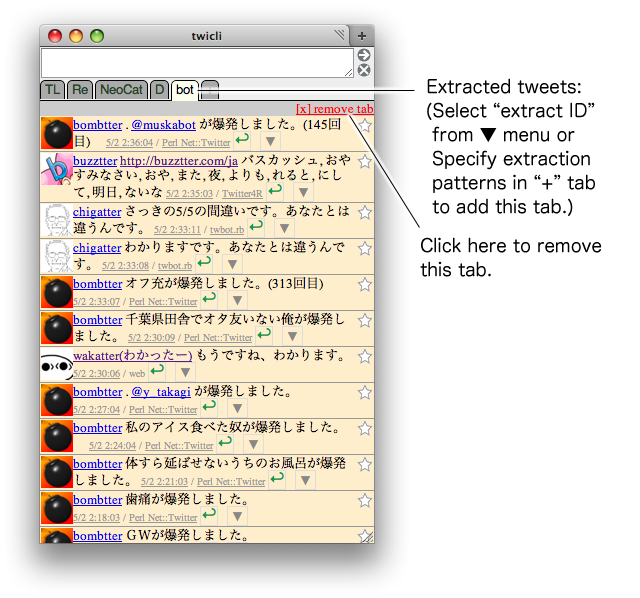 twicli
TL Re NeoCat D bot
[x] remove tab
bombtter . @muskabot が爆発しました。(145回
目) 5/2 2:36:04 / Perl Net::Twitter ▼
buzztter http://buzztter.com/ja バスカッシュ,おや
すみなさい,おや,また,夜,よりも,れると,にし
て,明日,ないな 5/2 2:35:03 / Twitter4R ▼
chigatter さっきの5/5の間違いです。あなたとは
違うんです。 5/2 2:33:11 / twbot.rb ▼
chigatter わかりますです。あなたとは違うんで
す。 5/2 2:33:08 / twbot.rb ▼
bombtter オフ充が爆発しました。(313回目)
5/2 2:33:07 / Perl Net::Twitter ▼
bombtter 千葉県田舎でオタ友いない俺が爆発し
ました。 5/2 2:30:09 / Perl Net::Twitter ▼
wakatter(わかったー) もうですね、わかります。
5/2 2:30:06 / web ▼
bombtter . @y_takagi が爆発しました。
5/2 2:27:04 / Perl Net::Twitter ▼
bombtter 私のアイス食べた奴が爆発しました。
5/2 2:24:04 / Perl Net::Twitter ▼
bombtter 体すら延ばせないうちのお風呂が爆発
しました。 5/2 2:21:03 / Perl Net::Twitter ▼
bombtter 歯痛が爆発しました。
5/2 2:18:03 / Perl Net::Twitter ▼
bombtter GWが爆発しました。
Extracted tweets:
(Select “extract ID”
from ▼ menu or
Specify extraction
patterns in “+” tab
to add this tab.)
Click here to remove
this tab.